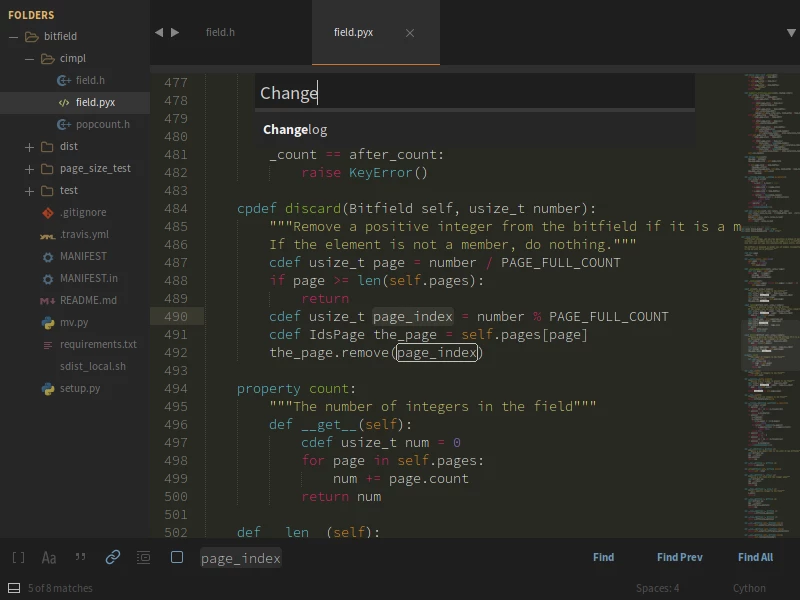 FOLDERS
bitfield
cimpl
field.h
field.pyx
popcount.h
dist
page_size_test
test
.gitignore
.travis.yml
MANIFEST
MANIFEST.in
README.md
mv.py
requirements.txt
sdist_local.sh
setup.py
field.h
field.pyx
Change
Changelog
477
478
479
480
481 _count == after_count:
482 raise KeyError()
483
484 cpdef discard(Bitfield self, usize_t number):
485 """Remove a positive integer from the bitfield if it is a m
486 If the element is not a member, do nothing."""
487 cdef usize_t page = number / PAGE_FULL_COUNT
488 if page >= len(self.pages):
489 return
490 cdef usize_t page_index = number % PAGE_FULL_COUNT
491 cdef IdsPage the_page = self.pages[page]
492 the_page.remove(page_index)
493
494 property count:
495 """The number of integers in the field"""
496 def __get__(self):
497 cdef usize_t num = 0
498 for page in self.pages:
499 num += page.count
500 return num
501
502 def __len__(self):
[ ] Aa " page_index Find Find Prev Find All
5 of 8 matches Spaces: 4 Cython